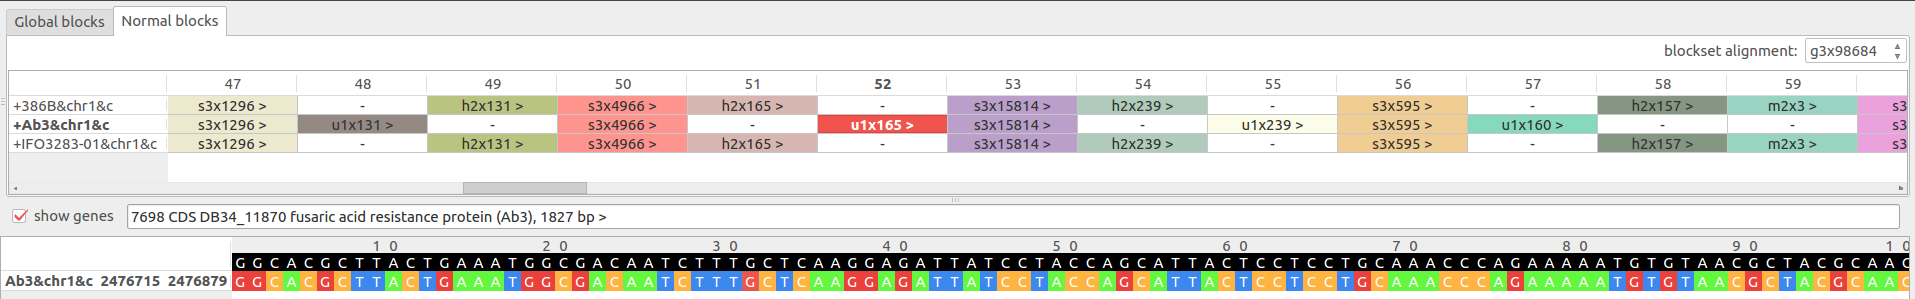 Global blocks Normal blocks
blockset alignment: g3x98684
47 48 49 50 51 52 53 54 55 56 57 58 59
+386B&chr1&c s3x1296 > - h2x131 > s3x4966 > h2x165 > - s3x15814 > h2x239 > - s3x595 > - h2x157 > m2x3 > s3
+Ab3&chr1&c s3x1296 > u1x131 > - s3x4966 > - u1x165 > s3x15814 > - u1x239 > s3x595 > u1x160 > - - s3
+IFO3283-01&chr1&c s3x1296 > - h2x131 > s3x4966 > h2x165 > - s3x15814 > h2x239 > - s3x595 > - h2x157 > m2x3 > s3
show genes 7698 CDS DB34_11870 fusaric acid resistance protein (Ab3), 1827 bp >
10 20 30 40 50 60 70 80 90 10
G G C A C G C T T A C T G A A A T G G C G A C A A T C T T T G C T C A A G G A G A T T A T C C T A C C A G C A T T A C T C C T C C T G C A A A C C C A G A A A A A T G T G T A A C G C T A C G C A A C
Ab3&chr1&c 2476715 2476879 G G C A C G C T T A C T G A A A T G G C G A C A A T C T T T G C T C A A G G A G A T T A T C C T A C C A G C A T T A C T C C T C C T G C A A A C C C A G A A A A A T G T G T A A C G C T A C G C A A C